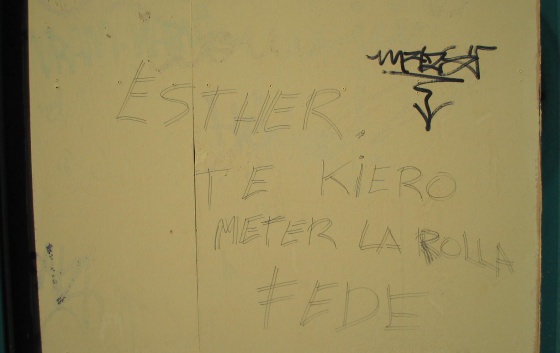 ESTHER.
TE KIERO
METER LA ROLLA
FEDE